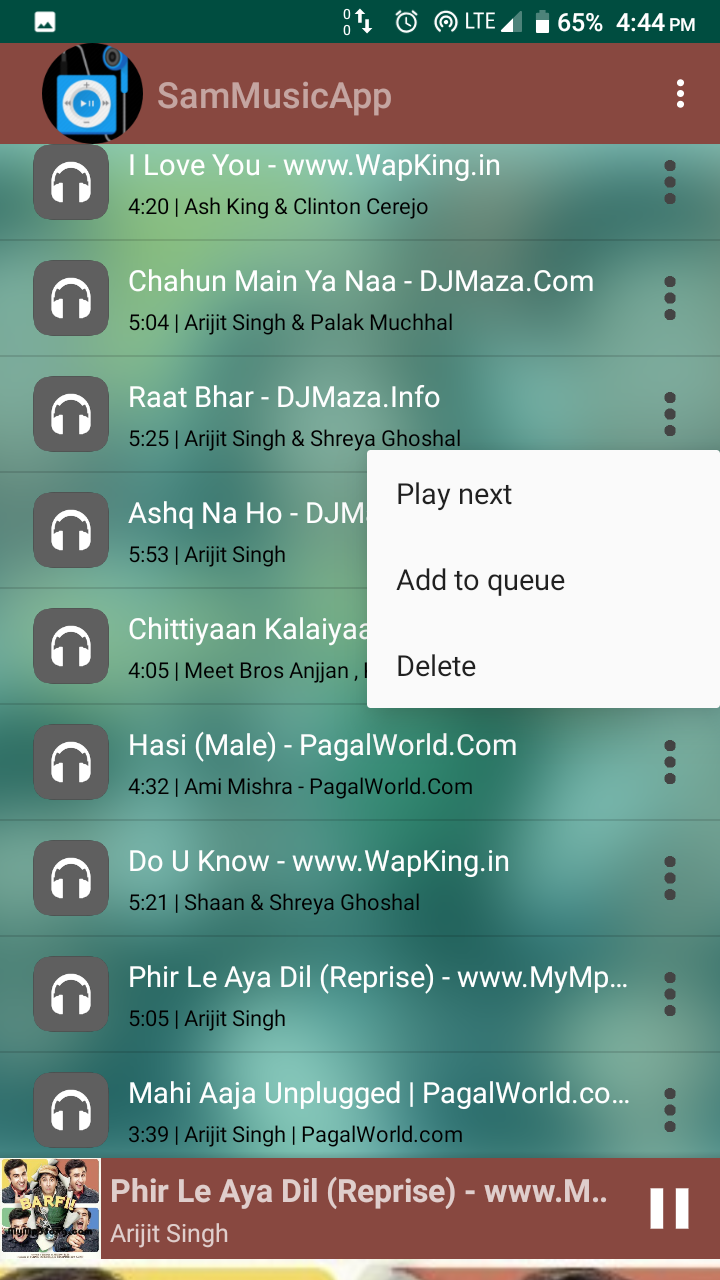 0
0
LTE
65%
4:44 PM
SamMusicApp
I Love You - www.WapKing.in
4:20 | Ash King & Clinton Cerejo
Chahun Main Ya Naa - DJMaza.Com
5:04 | Arijit Singh & Palak Muchhal
Raat Bhar - DJMaza.Info
5:25 | Arijit Singh & Shreya Ghoshal
Play next
Ashq Na Ho - DJM
5:53 | Arijit Singh
Add to queue
Chittiyaan Kalaiyaa
4:05 | Meet Bros Anjjan ,
Delete
Hasi (Male) - PagalWorld.Com
4:32 | Ami Mishra - PagalWorld.Com
Do U Know - www.WapKing.in
5:21 | Shaan & Shreya Ghoshal
Phir Le Aya Dil (Reprise) - www.MyMp...
5:05 | Arijit Singh
Mahi Aaja Unplugged | PagalWorld.co...
3:39 | Arijit Singh | PagalWorld.com
BARFI!
Phir Le Aya Dil (Reprise) - www.M..
Arijit Singh